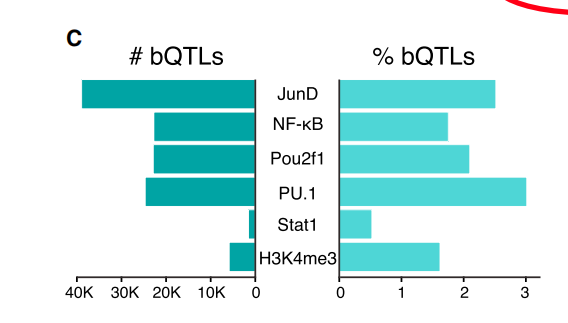 C
# bQTLs % bQTLs
JunD
NF-κB
Pou2f1
PU.1
Stat1
H3K4me3
40K 30K 20K 10K 0 0 1 2 3